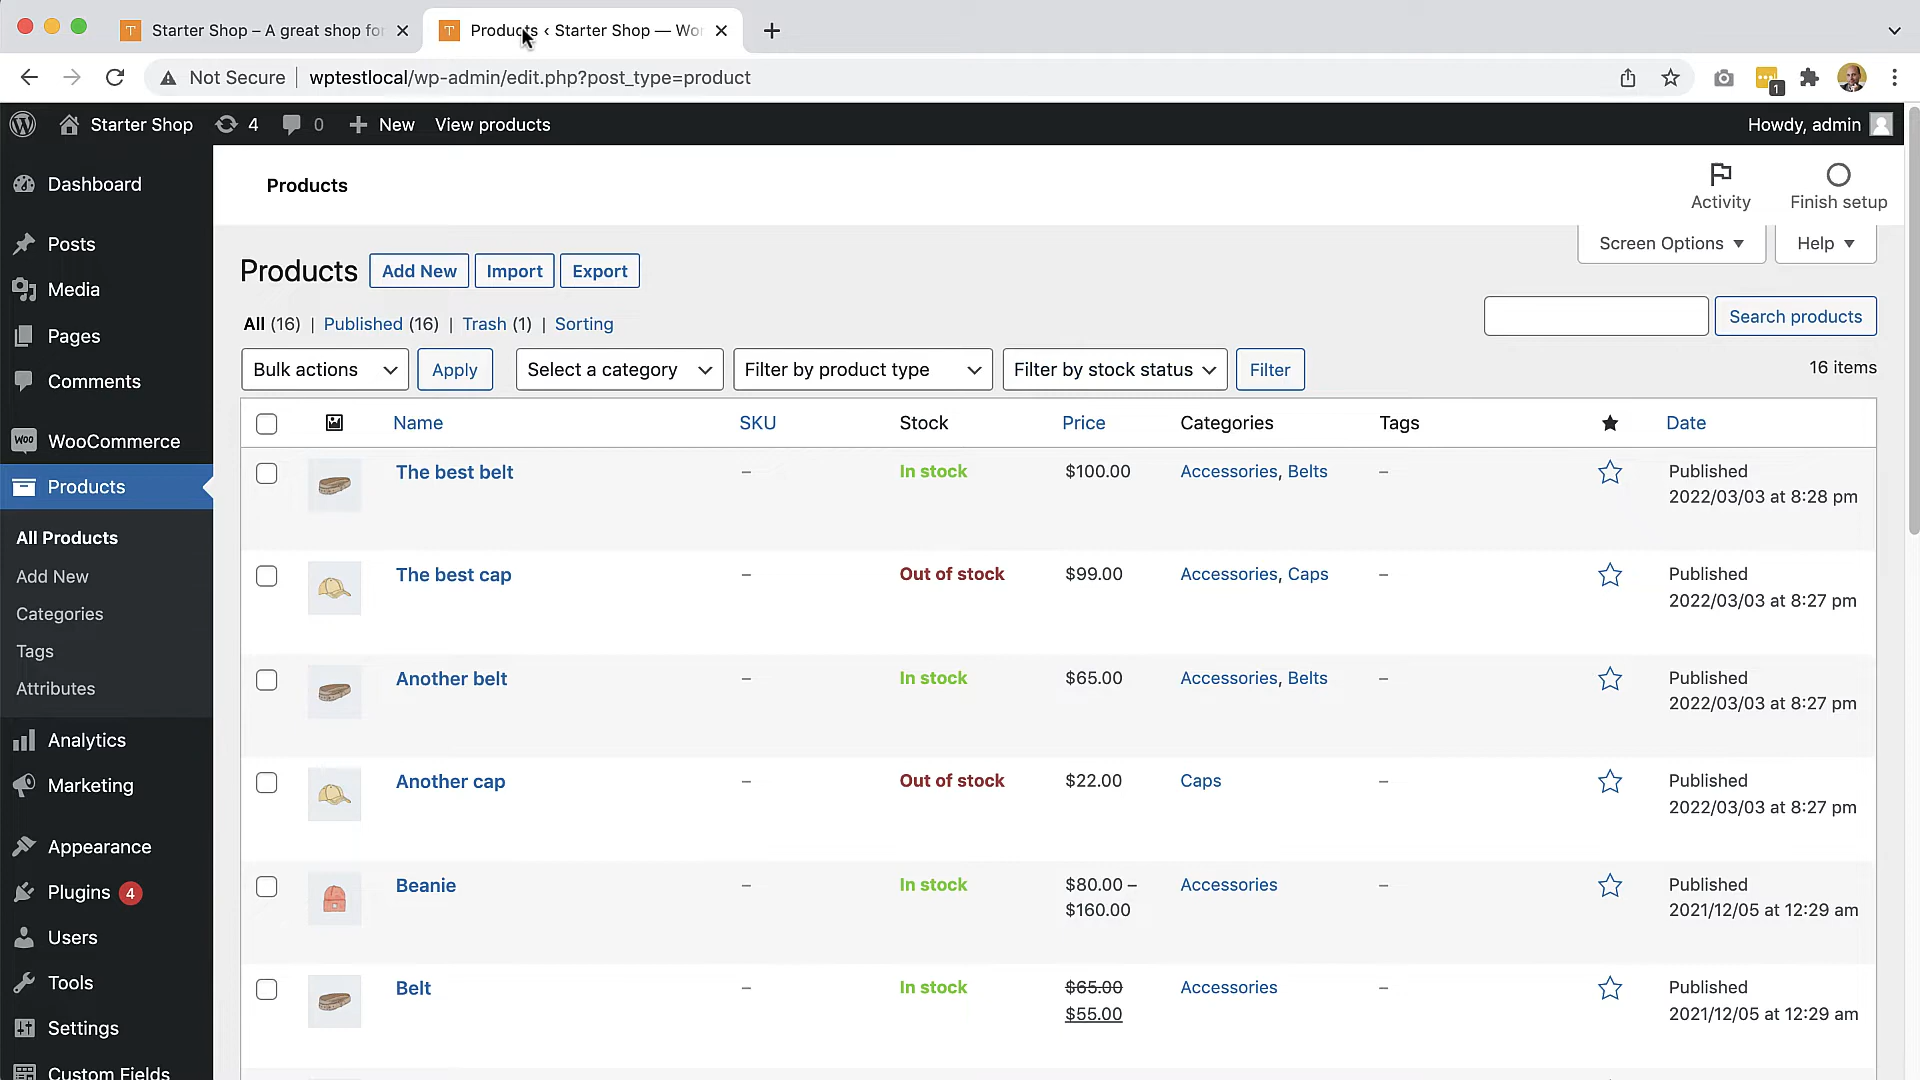 Starter Shop – A great shop for
Products ‹ Starter Shop — Wor
Not Secure
wptestlocal/wp-admin/edit.php?post_type=product
1
Starter Shop
4
0
New
View products
Howdy, admin
Dashboard
Posts
Media
Pages
Comments
WooCommerce
Products
All Products
Add New
Categories
Tags
Attributes
Analytics
Marketing
Appearance
Plugins 4
Users
Tools
Settings
Custom Fields
Products
Activity
Finish setup
Screen Options
Help
Products
Add New
Import
Export
All (16) | Published (16) | Trash (1) | Sorting
Search products
Bulk actions
Apply
Select a category
Filter by product type
Filter by stock status
Filter
16 items
Name SKU Stock Price Categories Tags Date
The best belt – In stock $100.00 Accessories, Belts – Published
2022/03/03 at 8:28 pm
The best cap – Out of stock $99.00 Accessories, Caps – Published
2022/03/03 at 8:27 pm
Another belt – In stock $65.00 Accessories, Belts – Published
2022/03/03 at 8:27 pm
Another cap – Out of stock $22.00 Caps – Published
2022/03/03 at 8:27 pm
Beanie – In stock $80.00 – Accessories – Published
$160.00 2021/12/05 at 12:29 am
Belt – In stock $65.00 Accessories – Published
$55.00 2021/12/05 at 12:29 am